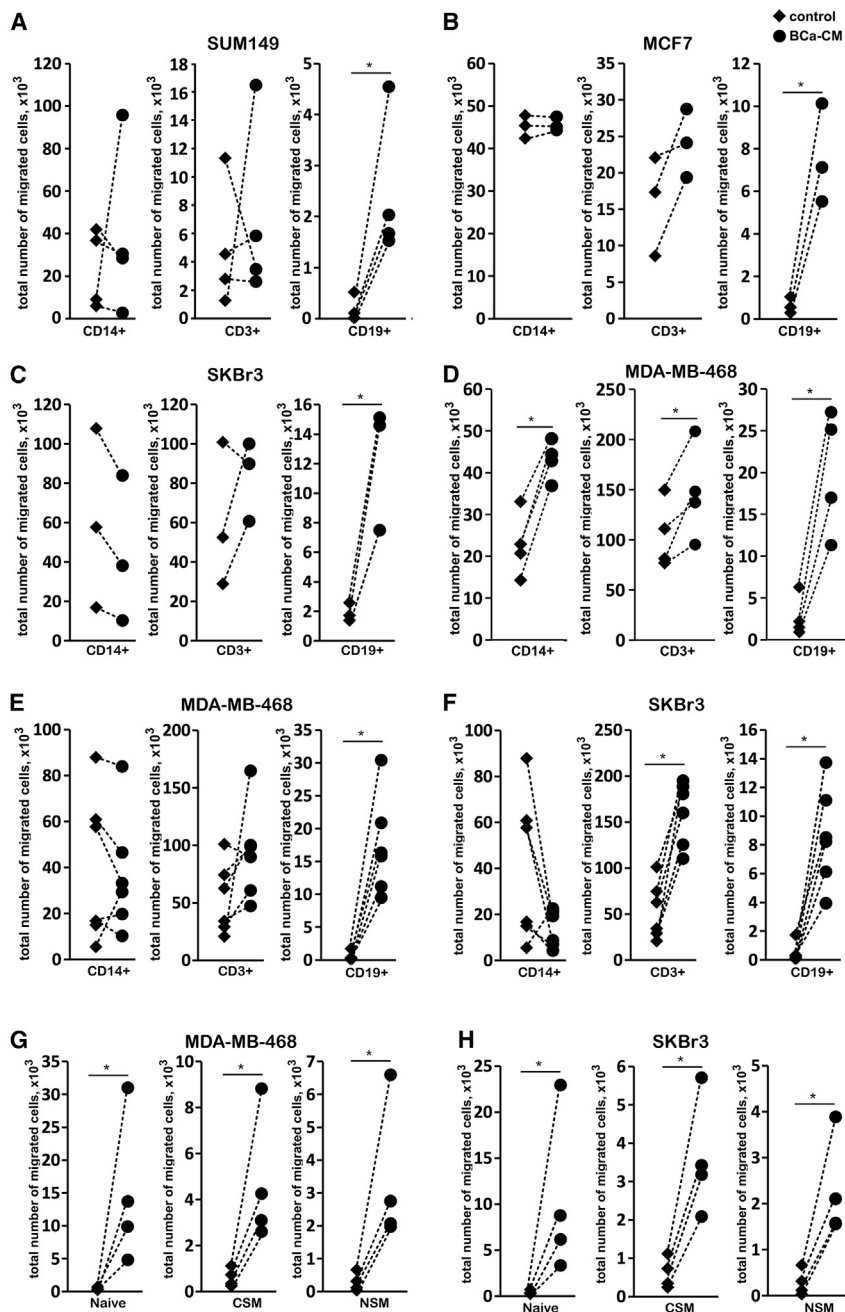 A
SUM149
total number of migrated cells, x10³
120
100
80
60
40
20
0
CD14+
total number of migrated cells, x10³
18
16
14
12
10
8
6
4
2
0
CD3+
total number of migrated cells, x10³
5
4
3
2
1
0
*
CD19+
B
MCF7
control
BCa-CM
total number of migrated cells, x10³
60
50
40
30
20
10
0
CD14+
total number of migrated cells, x10³
35
30
25
20
15
10
5
0
CD3+
total number of migrated cells, x10³
12
10
8
6
4
2
0
*
CD19+
C
SKBr3
total number of migrated cells, x10³
120
100
80
60
40
20
0
CD14+
total number of migrated cells, x10³
120
100
80
60
40
20
0
CD3+
total number of migrated cells, x10³
16
14
12
10
8
6
4
2
0
*
CD19+
D
MDA-MB-468
total number of migrated cells, x10³
60
50
40
30
20
10
0
*
CD14+
total number of migrated cells, x10³
250
200
150
100
50
0
*
CD3+
total number of migrated cells, x10³
30
25
20
15
10
5
0
*
CD19+
E
MDA-MB-468
total number of migrated cells, x10³
100
80
60
40
20
0
CD14+
total number of migrated cells, x10³
200
150
100
50
0
CD3+
total number of migrated cells, x10³
35
30
25
20
15
10
5
0
*
CD19+
F
SKBr3
total number of migrated cells, x10³
100
80
60
40
20
0
CD14+
total number of migrated cells, x10³
250
200
150
100
50
0
*
CD3+
total number of migrated cells, x10³
16
14
12
10
8
6
4
2
0
*
CD19+
G
MDA-MB-468
total number of migrated cells, x10³
35
30
25
20
15
10
5
0
*
Naive
total number of migrated cells, x10³
10
8
6
4
2
0
*
CSM
total number of migrated cells, x10³
7
6
5
4
3
2
1
0
*
NSM
H
SKBr3
total number of migrated cells, x10³
25
20
15
10
5
0
*
Naive
total number of migrated cells, x10³
6
5
4
3
2
1
0
*
CSM
total number of migrated cells, x10³
5
4
3
2
1
0
*
NSM